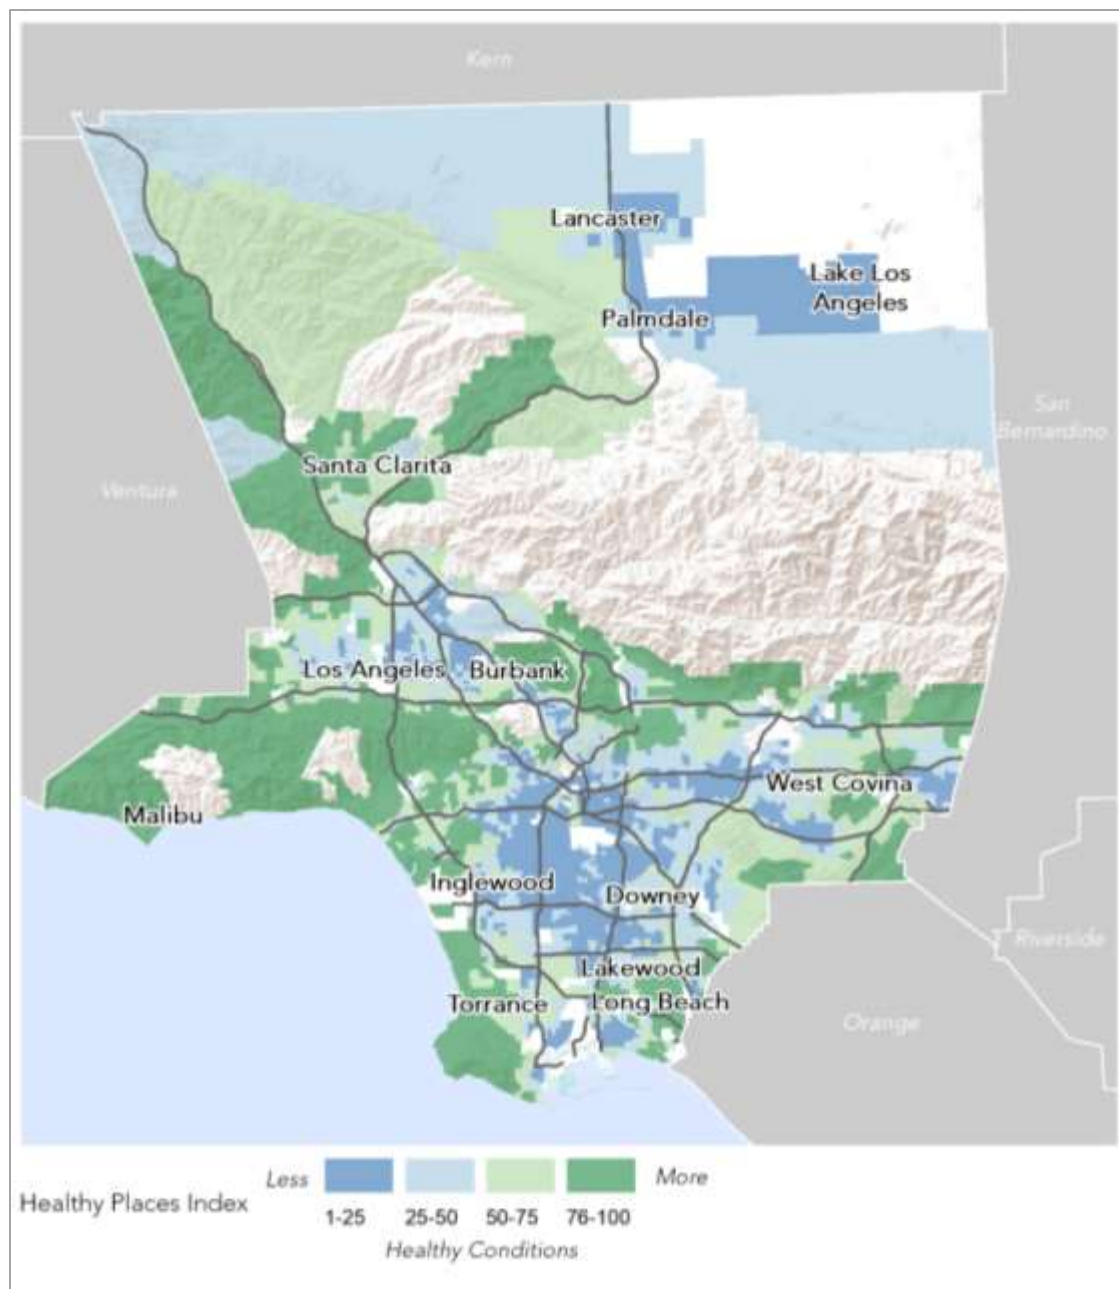 Kern
Lancaster
Lake Los
Angeles
Palmdale
San
Bernardino
Santa Clarita
Ventura
Los Angeles
Burbank
West Covina
Malibu
Inglewood
Downey
Riverside
Lakewood
Torrance
Long Beach
Orange
Less
More
Healthy Places Index
1-25
25-50
50-75
76-100
Healthy Conditions